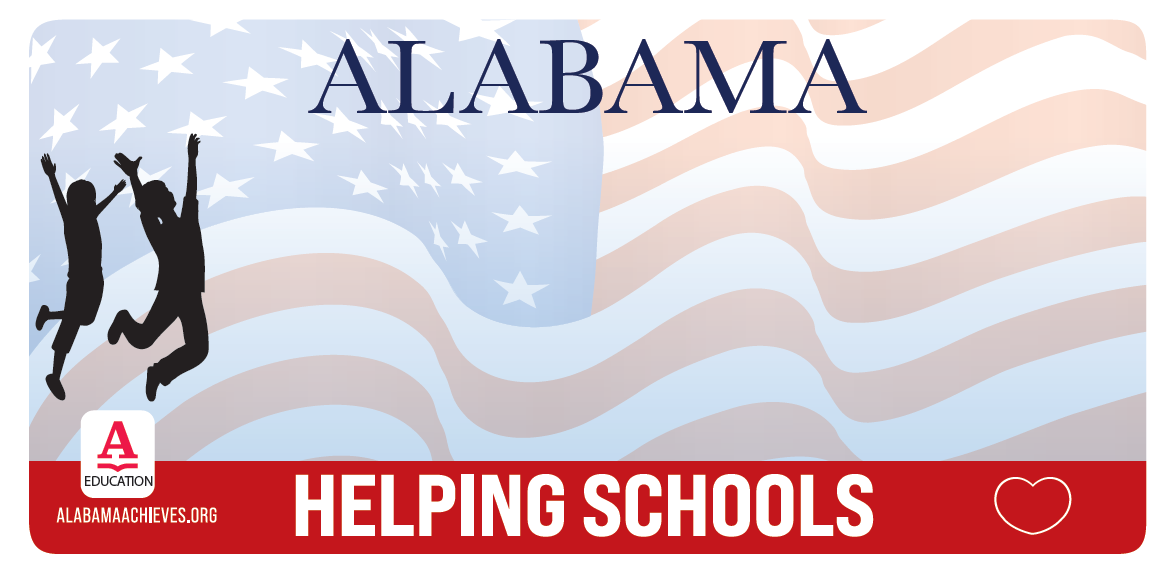 ALABAMA
A
EDUCATION
ALABAMAACHIEVES.ORG
HELPING SCHOOLS